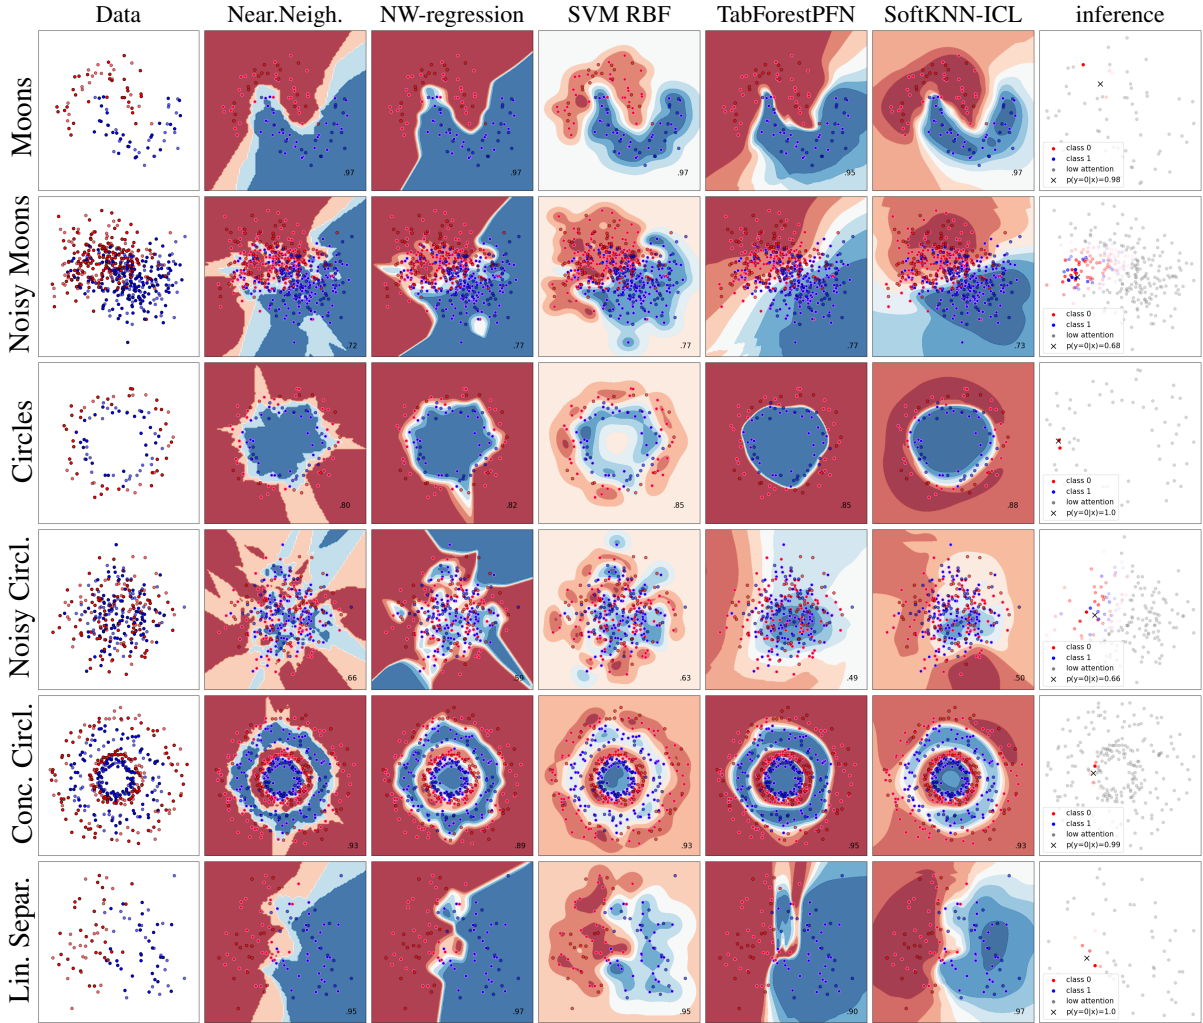 Data Near.Neigh. NW-regression SVM RBF TabForestPFN SoftKNN-ICL inference
Moons
.97 .97 .97 .95 .97
class 0
class 1
low attention
p(y=0|x)=0.98
Noisy Moons
.72 .77 .77 .77 .73
class 0
class 1
low attention
p(y=0|x)=0.68
Circles
.80 .82 .85 .85 .88
class 0
class 1
low attention
p(y=0|x)=1.0
Noisy Circl.
.66 .59 .63 .49 .50
class 0
class 1
low attention
p(y=0|x)=0.66
Conc. Circl.
.93 .89 .93 .95 .93
class 0
class 1
low attention
p(y=0|x)=0.99
Lin. Separ.
.95 .97 .95 .90 .97
class 0
class 1
low attention
p(y=0|x)=1.0